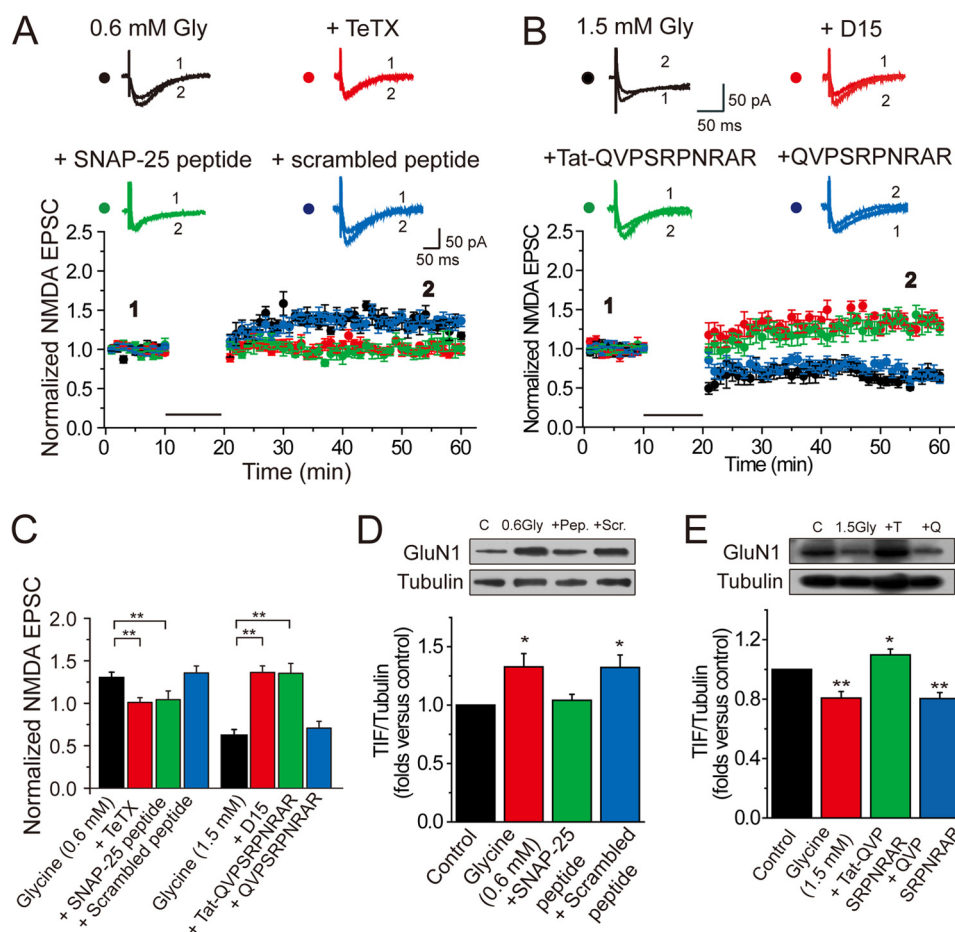 A
0.6 mM Gly
+ TeTX
1
2
1
2
+ SNAP-25 peptide
+ scrambled peptide
1
2
1
2
50 pA
50 ms
Normalized NMDA EPSC
2.5
2.0
1.5
1.0
0.5
0.0
1
2
0 10 20 30 40 50 60
Time (min)
B
1.5 mM Gly
+ D15
2
1
50 pA
50 ms
1
2
+Tat-QVPSRPNRAR
+QVPSRPNRAR
1
2
2
1
Normalized NMDA EPSC
2.5
2.0
1.5
1.0
0.5
0.0
1
2
0 10 20 30 40 50 60
Time (min)
C
Normalized NMDA EPSC
2.0
1.5
1.0
0.5
0.0
**
**
**
**
Glycine (0.6 mM)
+ TeTX
+ SNAP-25 peptide
+ Scrambled peptide
Glycine (1.5 mM)
+ D15
+ Tat-QVPSRPNRAR
+ QVPSRPNRAR
D
C 0.6Gly +Pep. +Scr.
GluN1
Tubulin
TIF/Tubulin
(folds versus control)
1.5
1.0
0.5
0.0
*
*
Control
Glycine
(0.6 mM)
+SNAP-25
peptide
+ Scrambled
peptide
E
C 1.5Gly +T +Q
GluN1
Tubulin
TIF/Tubulin
(folds versus control)
1.2
0.8
0.4
0.0
**
*
**
Control
Glycine
(1.5 mM)
+ Tat-QVP
SRPNRAR
+ QVP
SRPNRAR